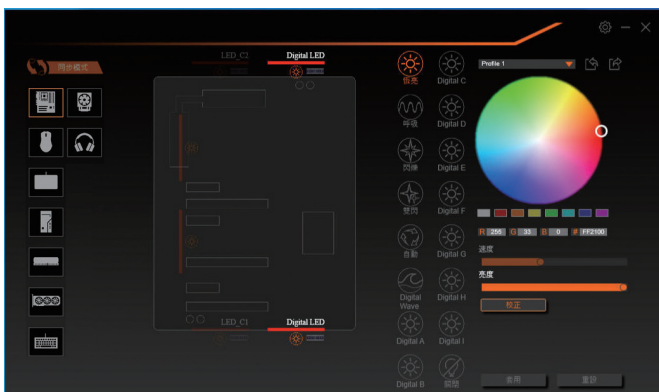 同步模式
LED_C2
Digital LED
LED_C1
Digital LED
恆亮
Digital C
呼吸
Digital D
閃爍
Digital E
雙閃
Digital F
自動
Digital G
Digital
Wave
Digital H
Digital A
Digital I
Digital B
關閉
Profile 1
R 256 G 33 B 0 # FF2100
速度
亮度
校正
套用
重設